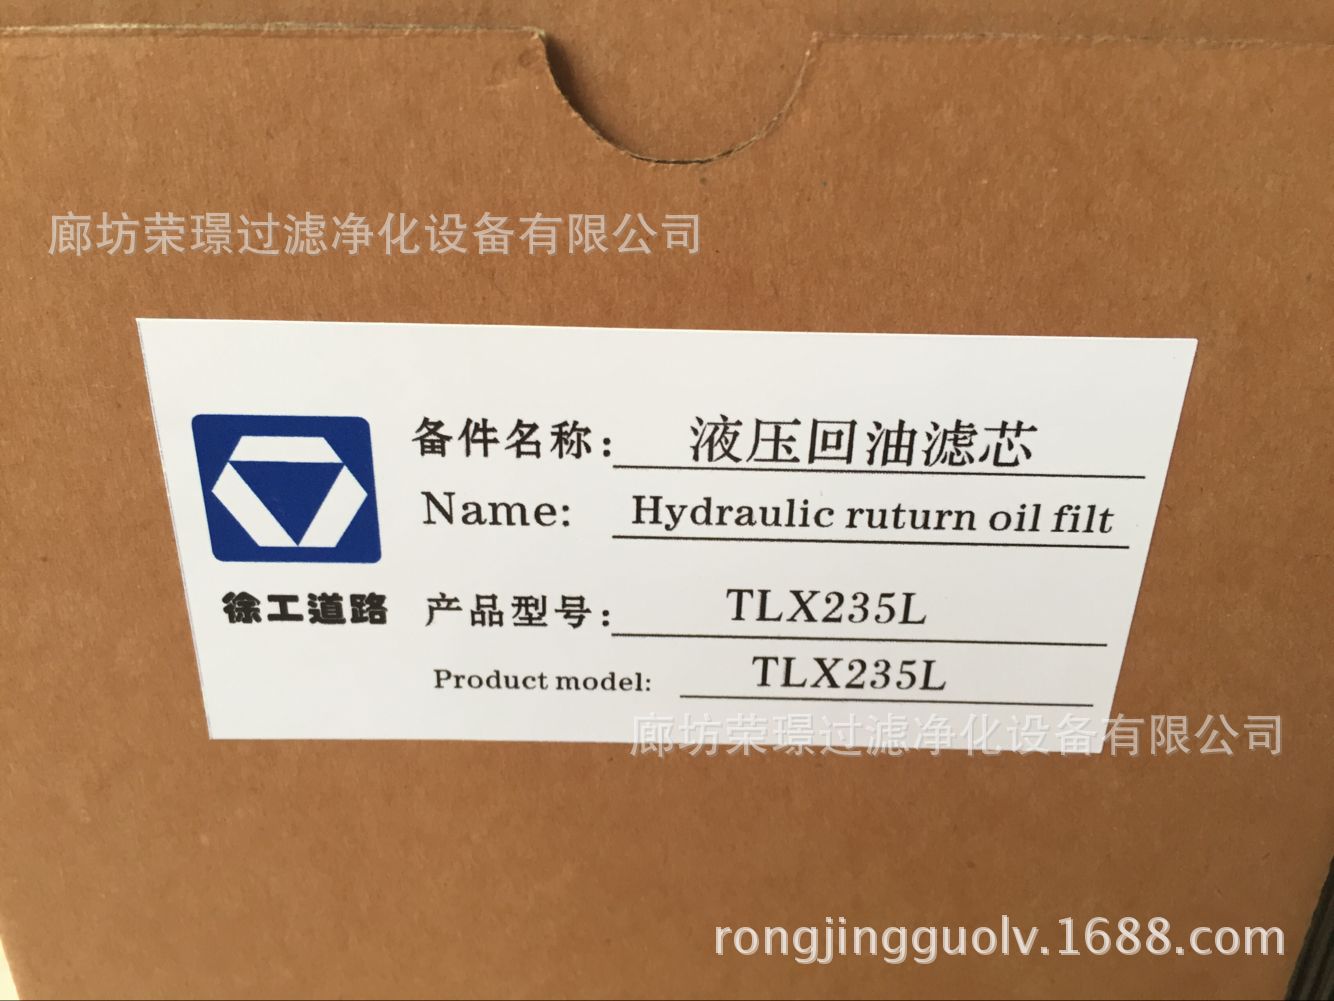 廊坊荣璟过滤净化设备有限公司
备件名称: 液压回油滤芯
Name: Hydraulic ruturn oil filt
徐工道路
产品型号: TLX235L
Product model: TLX235L
廊坊荣璟过滤净化设备有限公司
rongjingguolv.1688.com